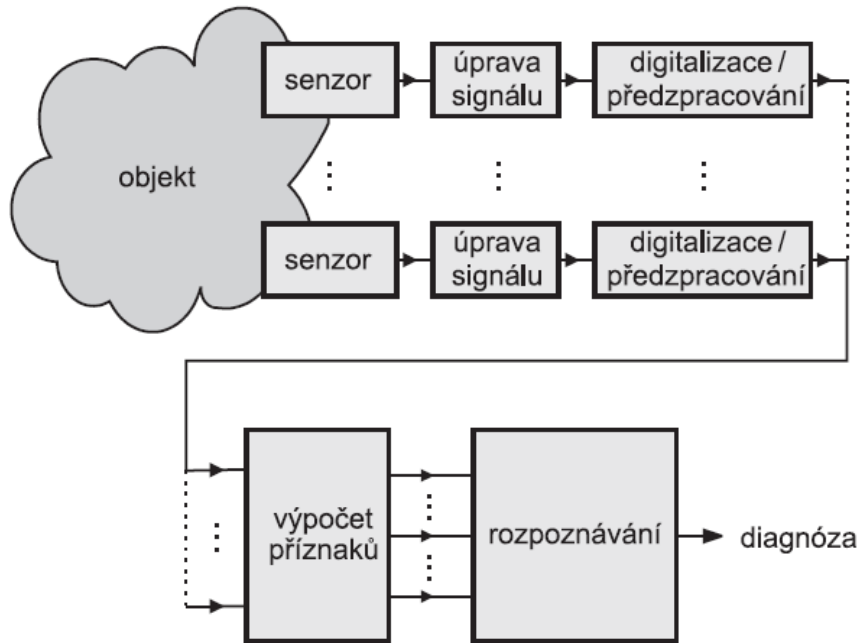 senzor
úprava
signálu
digitalizace /
předzpracování
objekt
senzor
úprava
signálu
digitalizace /
předzpracování
výpočet
příznaků
rozpoznávání
diagnóza